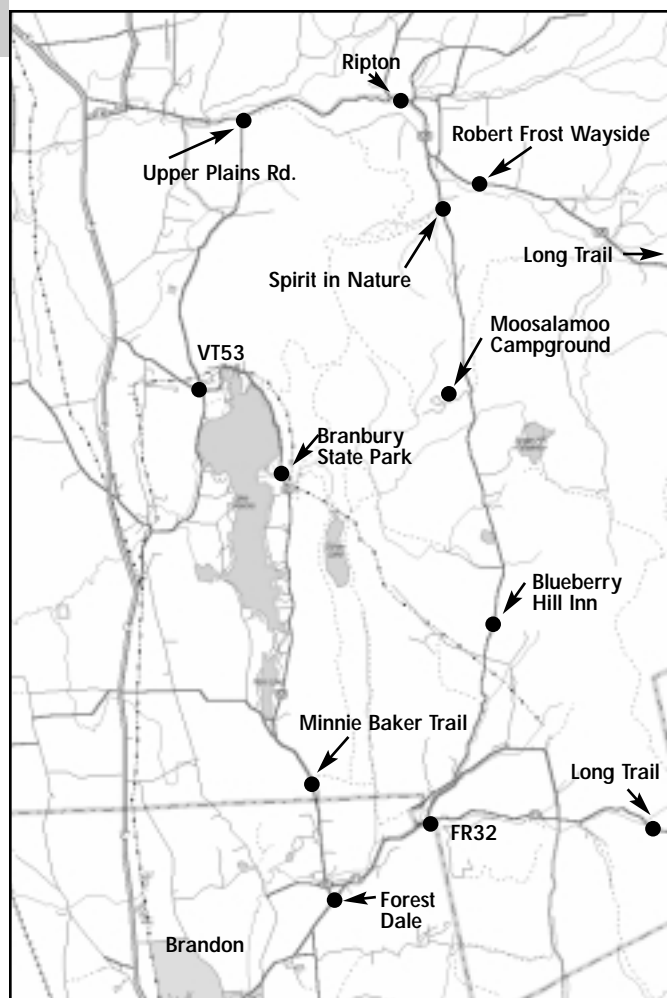 Ripton
Robert Frost Wayside
Upper Plains Rd.
Long Trail
Spirit in Nature
Moosalamoo
Campground
VT53
Branbury
State Park
Blueberry
Hill Inn
Minnie Baker Trail
Long Trail
FR32
Forest
Dale
Brandon